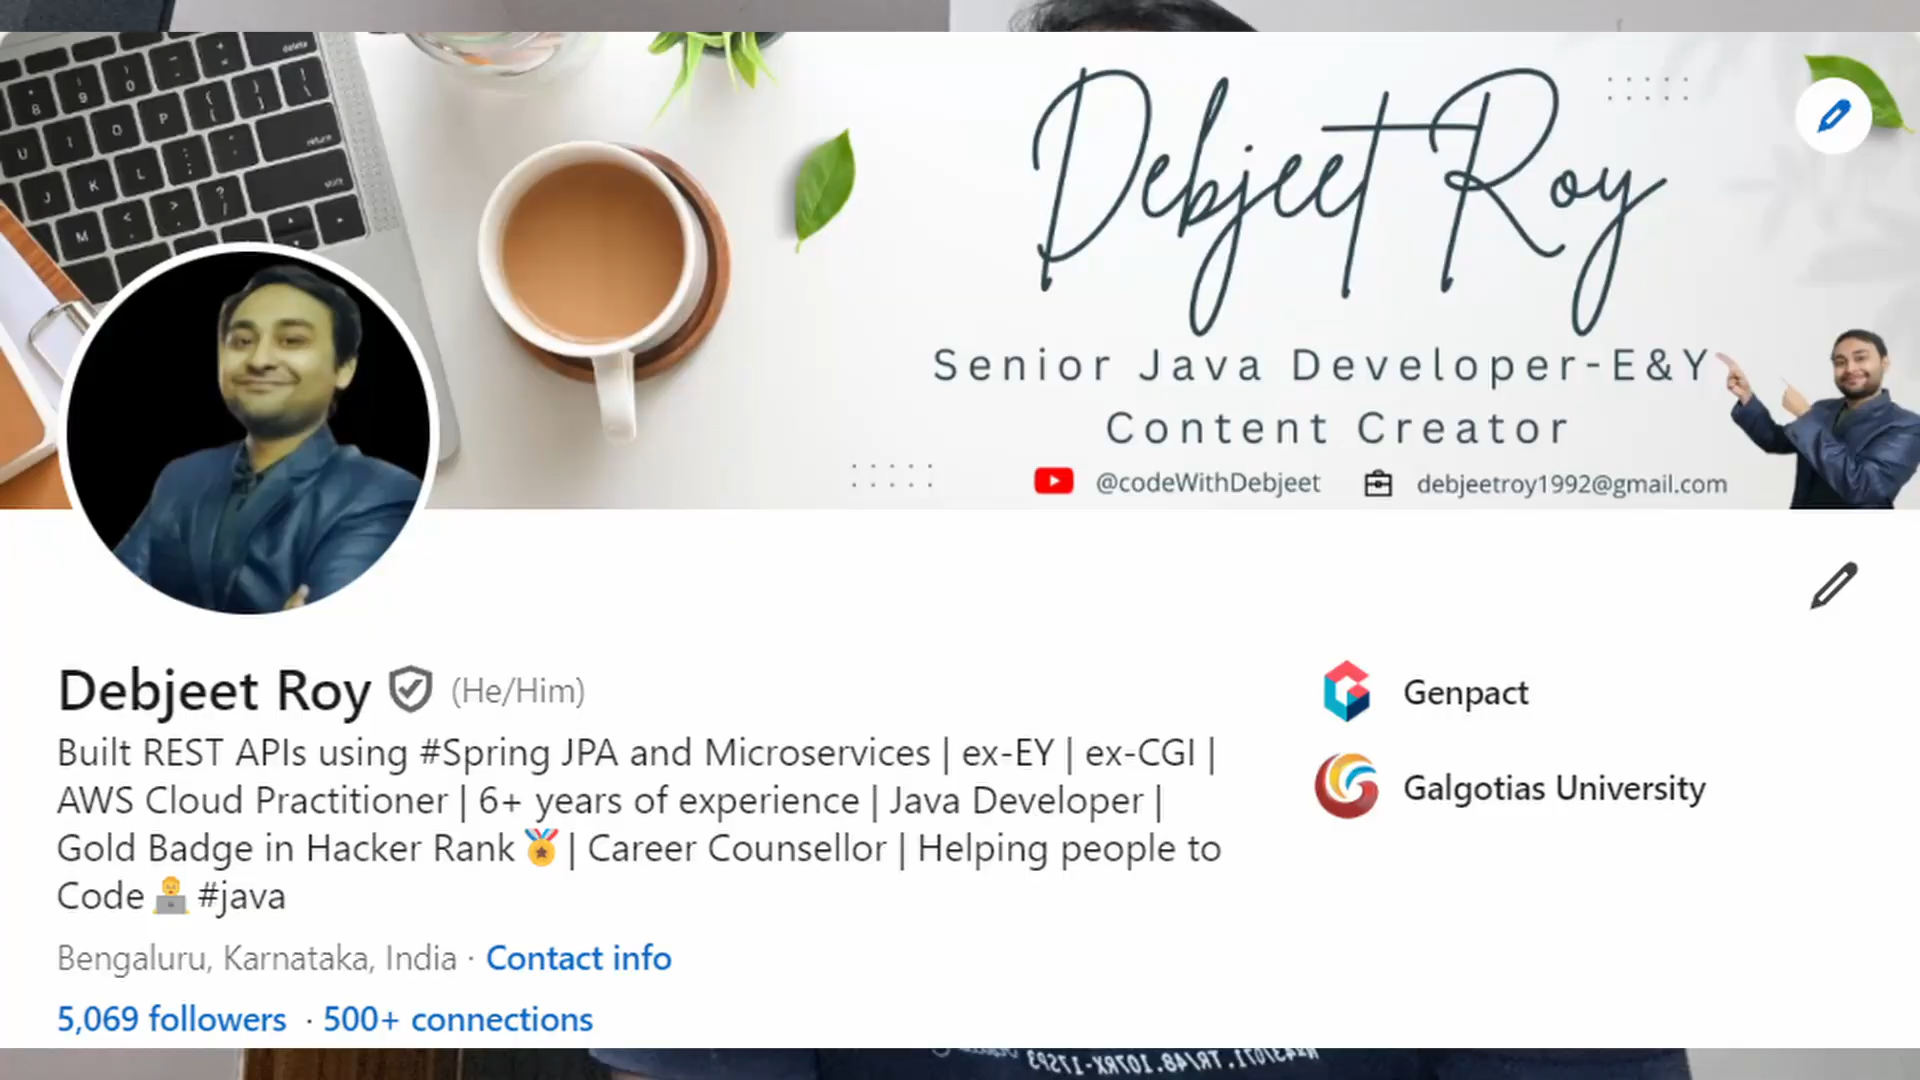 Debjeet Roy
Senior Java Developer-E&Y
Content Creator
@codeWithDebjeet
debjeetroy1992@gmail.com
Debjeet Roy (He/Him)
Built REST APIs using #Spring JPA and Microservices | ex-EY | ex-CGI |
AWS Cloud Practitioner | 6+ years of experience | Java Developer |
Gold Badge in Hacker Rank🏅| Career Counsellor | Helping people to
Code🧑‍💻#java
Bengaluru, Karnataka, India · Contact info
5,069 followers · 500+ connections
Genpact
Galgotias University